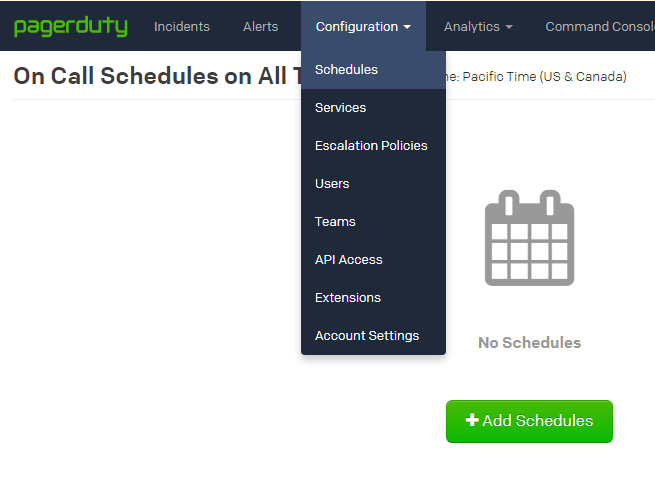 pagerduty Incidents Alerts Configuration Analytics Command Consol
On Call Schedules on All T ne: Pacific Time (US & Canada)
Schedules
Services
Escalation Policies
Users
Teams
API Access
Extensions
Account Settings
No Schedules
+ Add Schedules